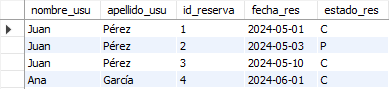 nombre_usu apellido_usu id_reserva fecha_res estado_res
Juan Pérez 1 2024-05-01 C
Juan Pérez 2 2024-05-03 P
Juan Pérez 3 2024-05-10 C
Ana García 4 2024-06-01 C